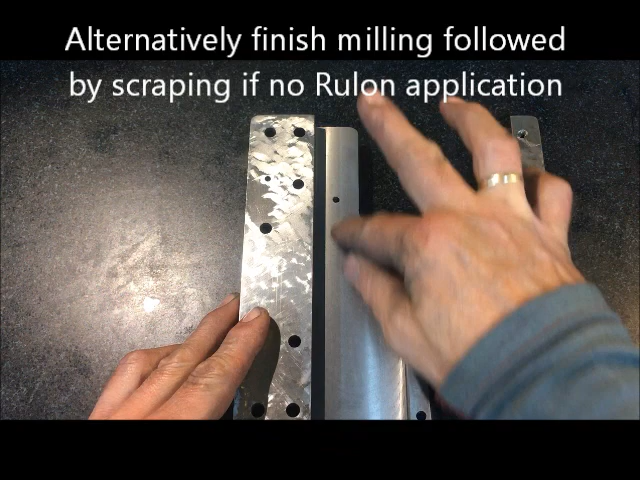 Alternatively finish milling followed
by scraping if no Rulon application